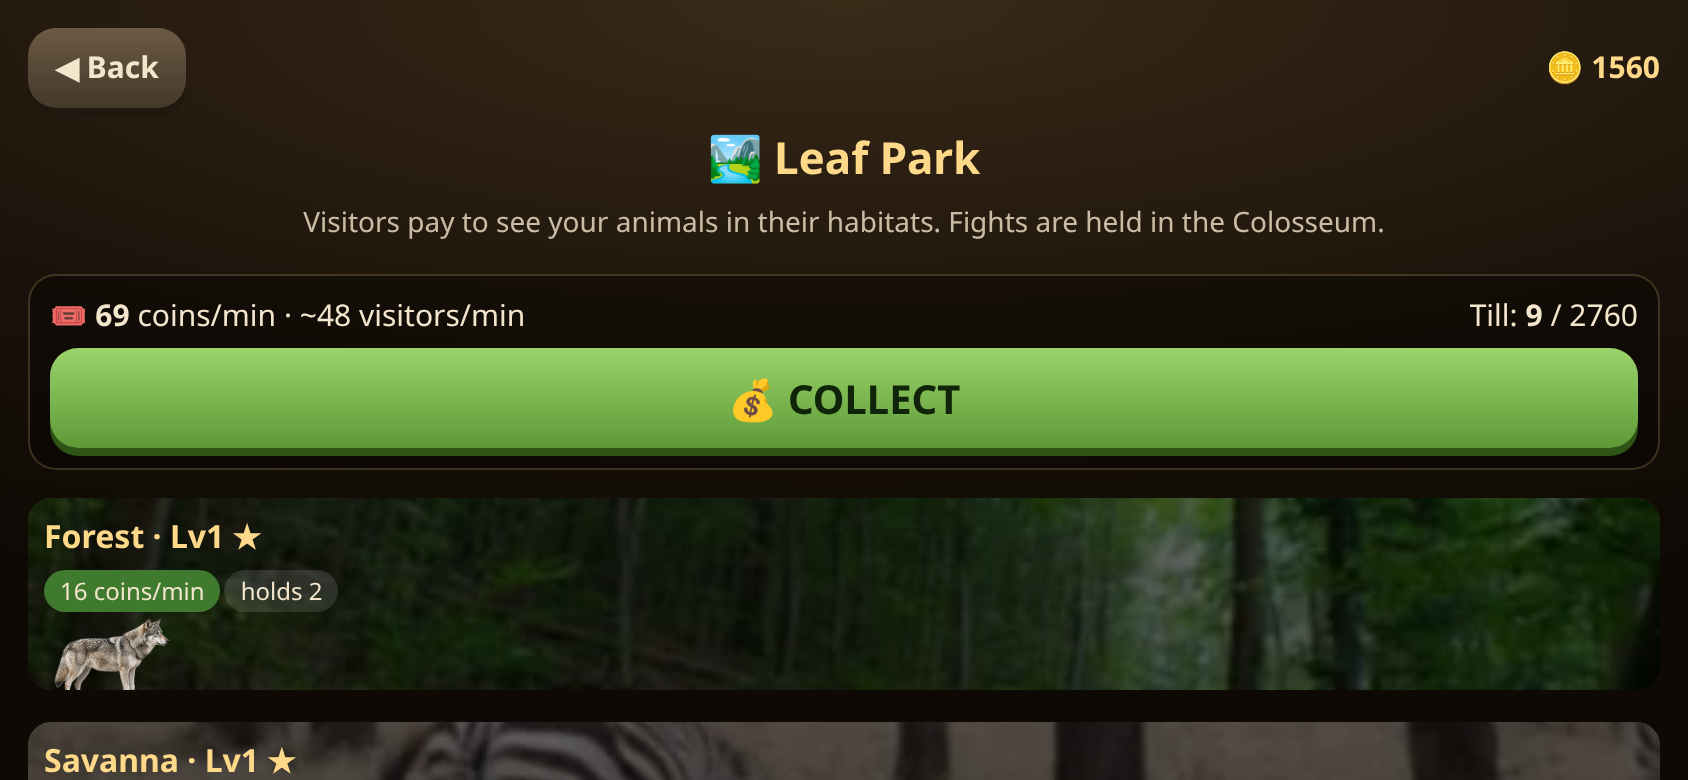 ◀ Back
1560
Leaf Park
Visitors pay to see your animals in their habitats. Fights are held in the Colosseum.
69 coins/min · ~48 visitors/min
Till: 9 / 2760
COLLECT
Forest · Lv1 ★
16 coins/min holds 2
Savanna · Lv1 ★